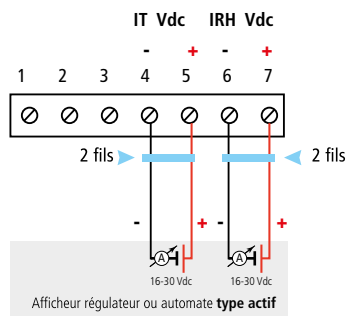 IT Vdc IRH Vdc
- + - +
1 2 3 4 5 6 7
2 fils 2 fils
- + - +
A A
16-30 Vdc 16-30 Vdc
Afficheur régulateur ou automate type actif